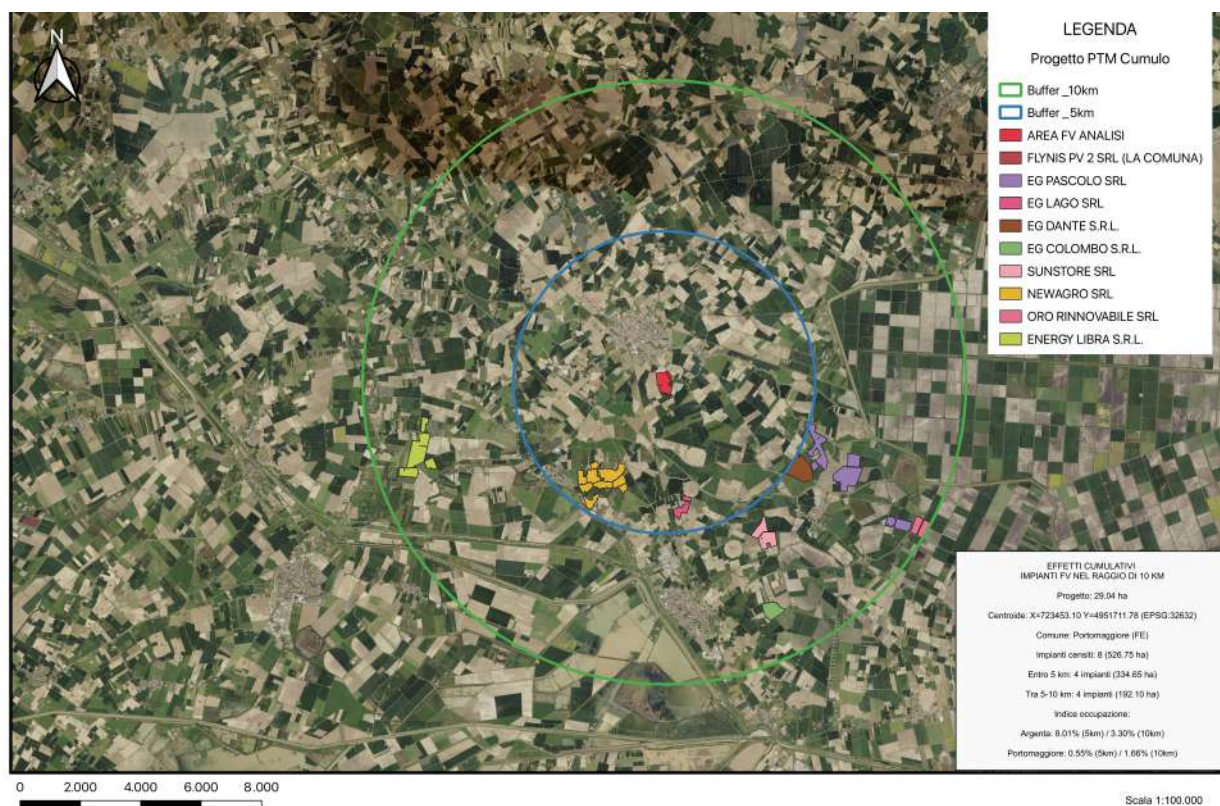 N
LEGENDA
Progetto PTM Cumulo
Buffer _10km
Buffer _5km
AREA FV ANALISI
FLYNIS PV 2 SRL (LA COMUNA)
EG PASCOLO SRL
EG LAGO SRL
EG DANTE S.R.L.
EG COLOMBO S.R.L.
SUNSTORE SRL
NEWAGRO SRL
ORO RINNOVABILE SRL
ENERGY LIBRA S.R.L.
EFFETTI CUMULATIVI
IMPIANTI FV NEL RAGGIO DI 10 KM
Progetto: 29.04 ha
Centroide: X=723453.10 Y=4951711.78 (EPSG:32632)
Comune: Portomaggiore (FE)
Impianti censiti: 8 (526.75 ha)
Entro 5 km: 4 impianti (334.65 ha)
Tra 5-10 km: 4 impianti (192.10 ha)
Indice occupazione:
Argenta: 8.01% (5km) / 3.30% (10km)
Portomaggiore: 0.55% (5km) / 1.66% (10km)
0 2.000 4.000 6.000 8.000
Scala 1:100.000